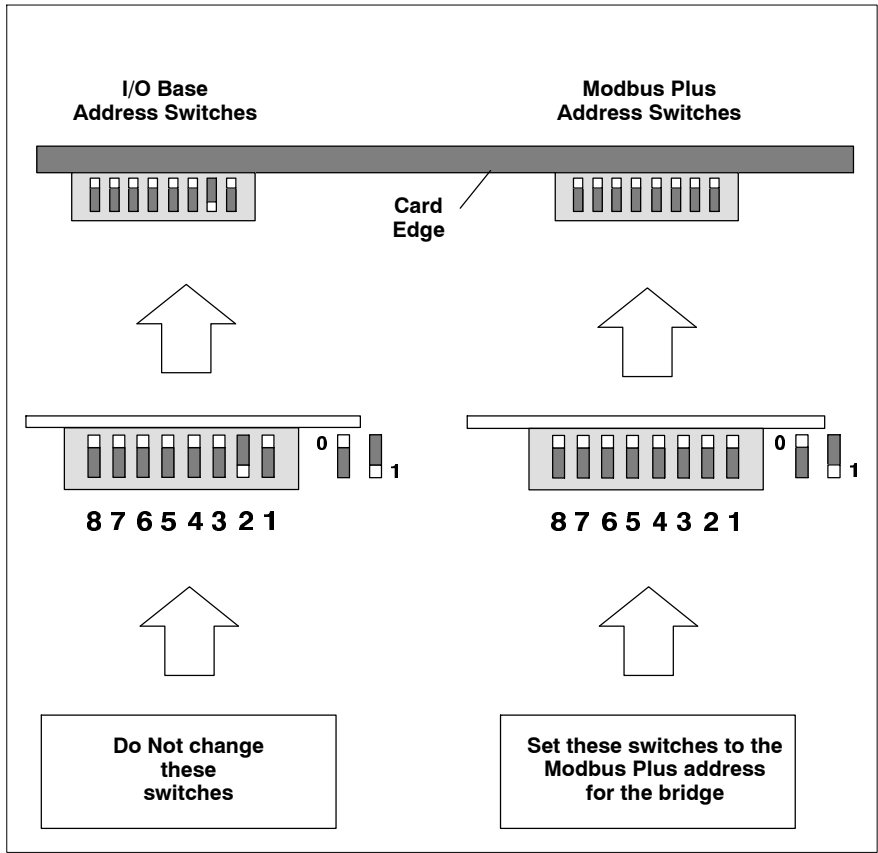 I/O Base
Address Switches
Modbus Plus
Address Switches
Card
Edge
0
1
8 7 6 5 4 3 2 1
0
1
8 7 6 5 4 3 2 1
Do Not change
these
switches
Set these switches to the
Modbus Plus address
for the bridge